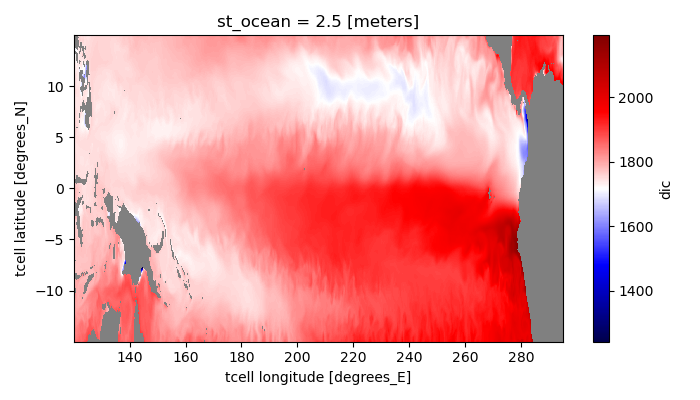 st_ocean = 2.5 [meters]
tcell latitude [degrees_N]
10
5
0
−5
−10
140 160 180 200 220 240 260 280
tcell longitude [degrees_E]
2000
1800
1600
1400
dic